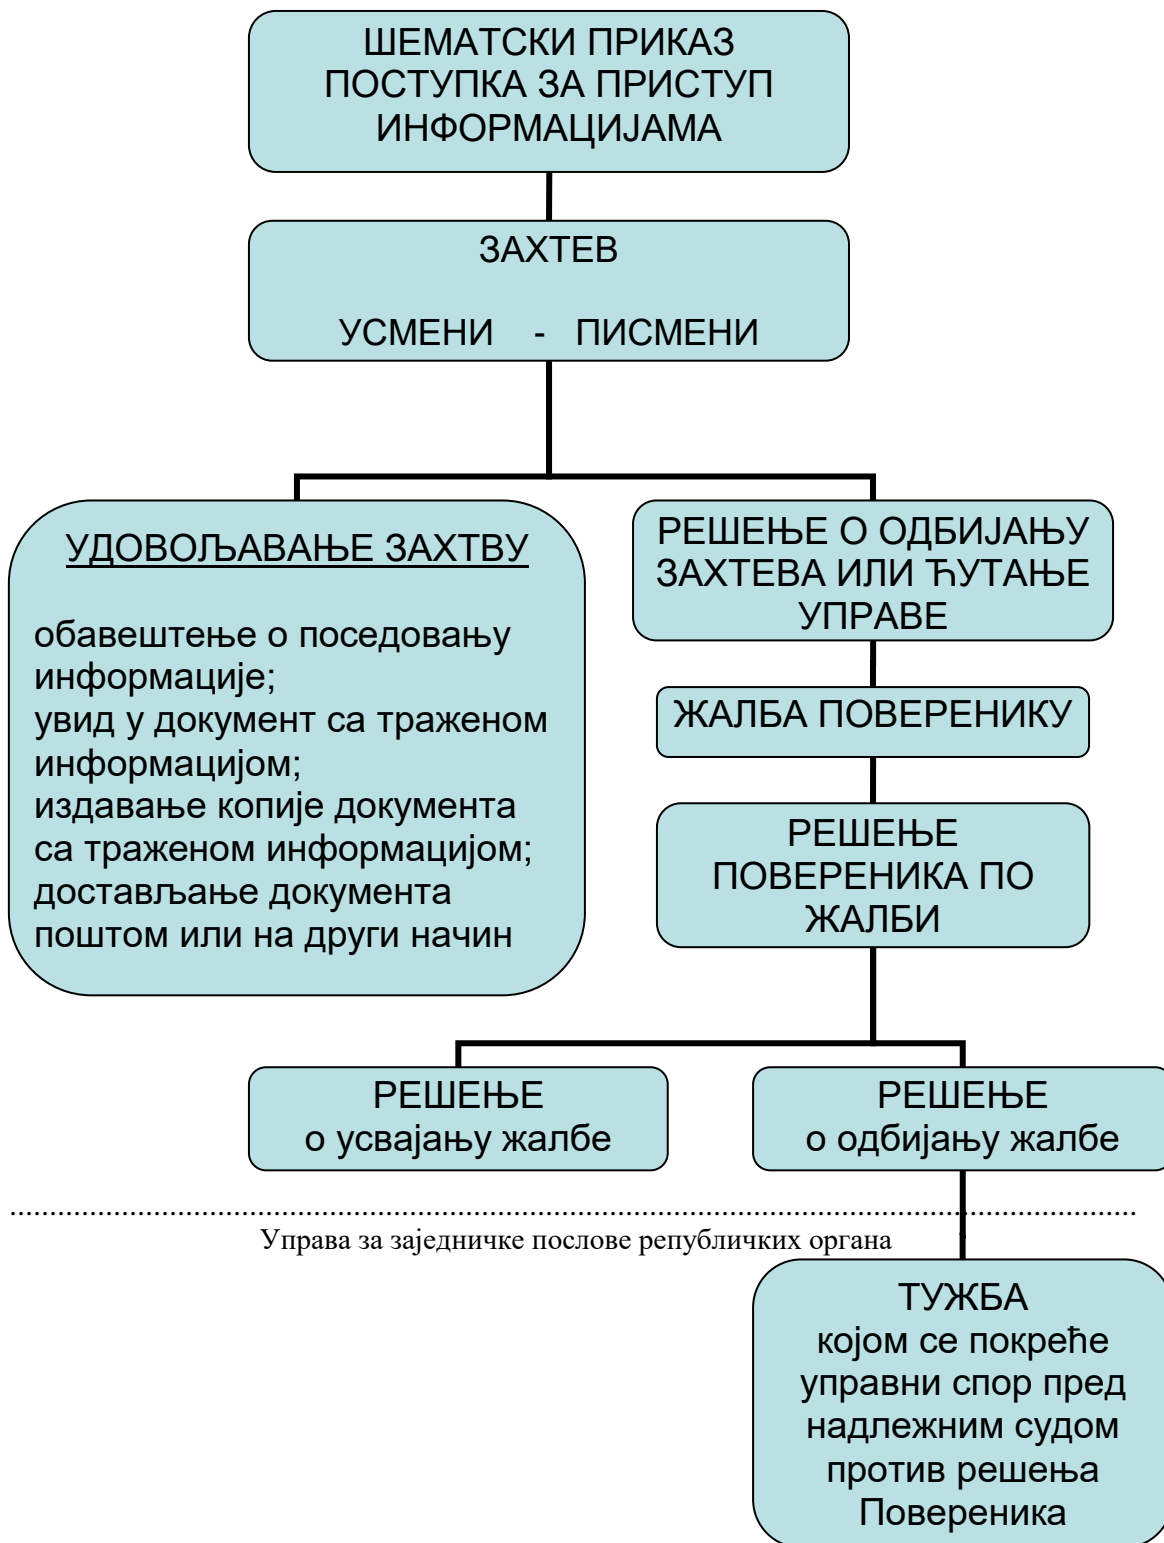 ШЕМАТСКИ ПРИКАЗ
ПОСТУПКА ЗА ПРИСТУП
ИНФОРМАЦИЈАМА
ЗАХТЕВ
УСМЕНИ - ПИСМЕНИ
УДОВОЉАВАЊЕ ЗАХТВУ
обавештење о поседовању
информације;
увид у документ са траженом
информацијом;
издавање копије документа
са траженом информацијом;
достављање документа
поштом или на други начин
РЕШЕЊЕ О ОДБИЈАЊУ
ЗАХТЕВА ИЛИ ЋУТАЊЕ
УПРАВЕ
ЖАЛБА ПОВЕРЕНИКУ
РЕШЕЊЕ
ПОВЕРЕНИКА ПО
ЖАЛБИ
РЕШЕЊЕ
о усвајању жалбе
РЕШЕЊЕ
о одбијању жалбе
Управа за заједничке послове републичких органа
ТУЖБА
којом се покреће
управни спор пред
надлежним судом
против решења
Повереника